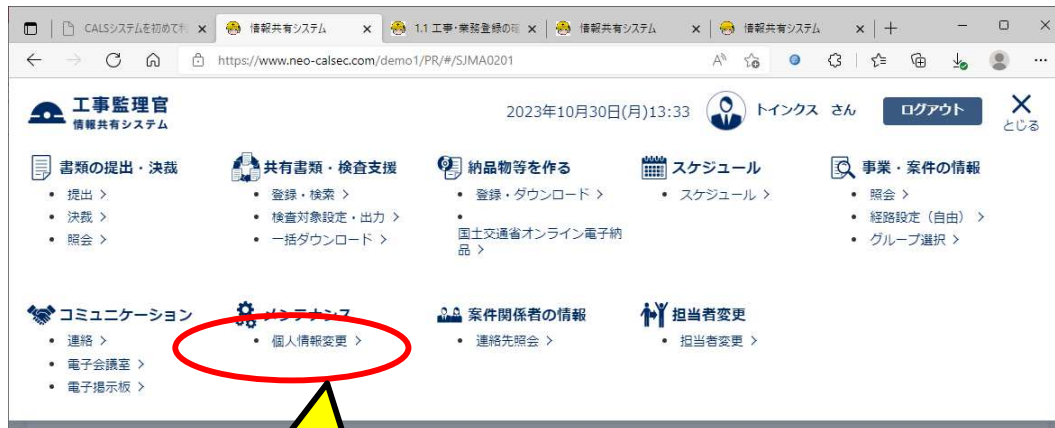 CALSシステムを初めて
情報共有システム
1.1 工事・業務登録の
情報共有システム
情報共有システム
https://www.neo-calsec.com/demo1/PR/#/SJMA0201
工事監理官
情報共有システム
2023年10月30日(月)13:33
トインクス さん
ログアウト
とじる
書類の提出・決裁
提出 >
決裁 >
照会 >
共有書類・検査支援
登録・検索 >
検査対象設定・出力 >
一括ダウンロード >
納品物等を作る
登録・ダウンロード >
国土交通省オンライン電子納
品 >
スケジュール
スケジュール >
事業・案件の情報
照会 >
経路設定（自由） >
グループ選択 >
コミュニケーション
連絡 >
電子会議室 >
電子掲示板 >
メンテナンス
個人情報変更 >
案件関係者の情報
連絡先照会 >
担当者変更
担当者変更 >